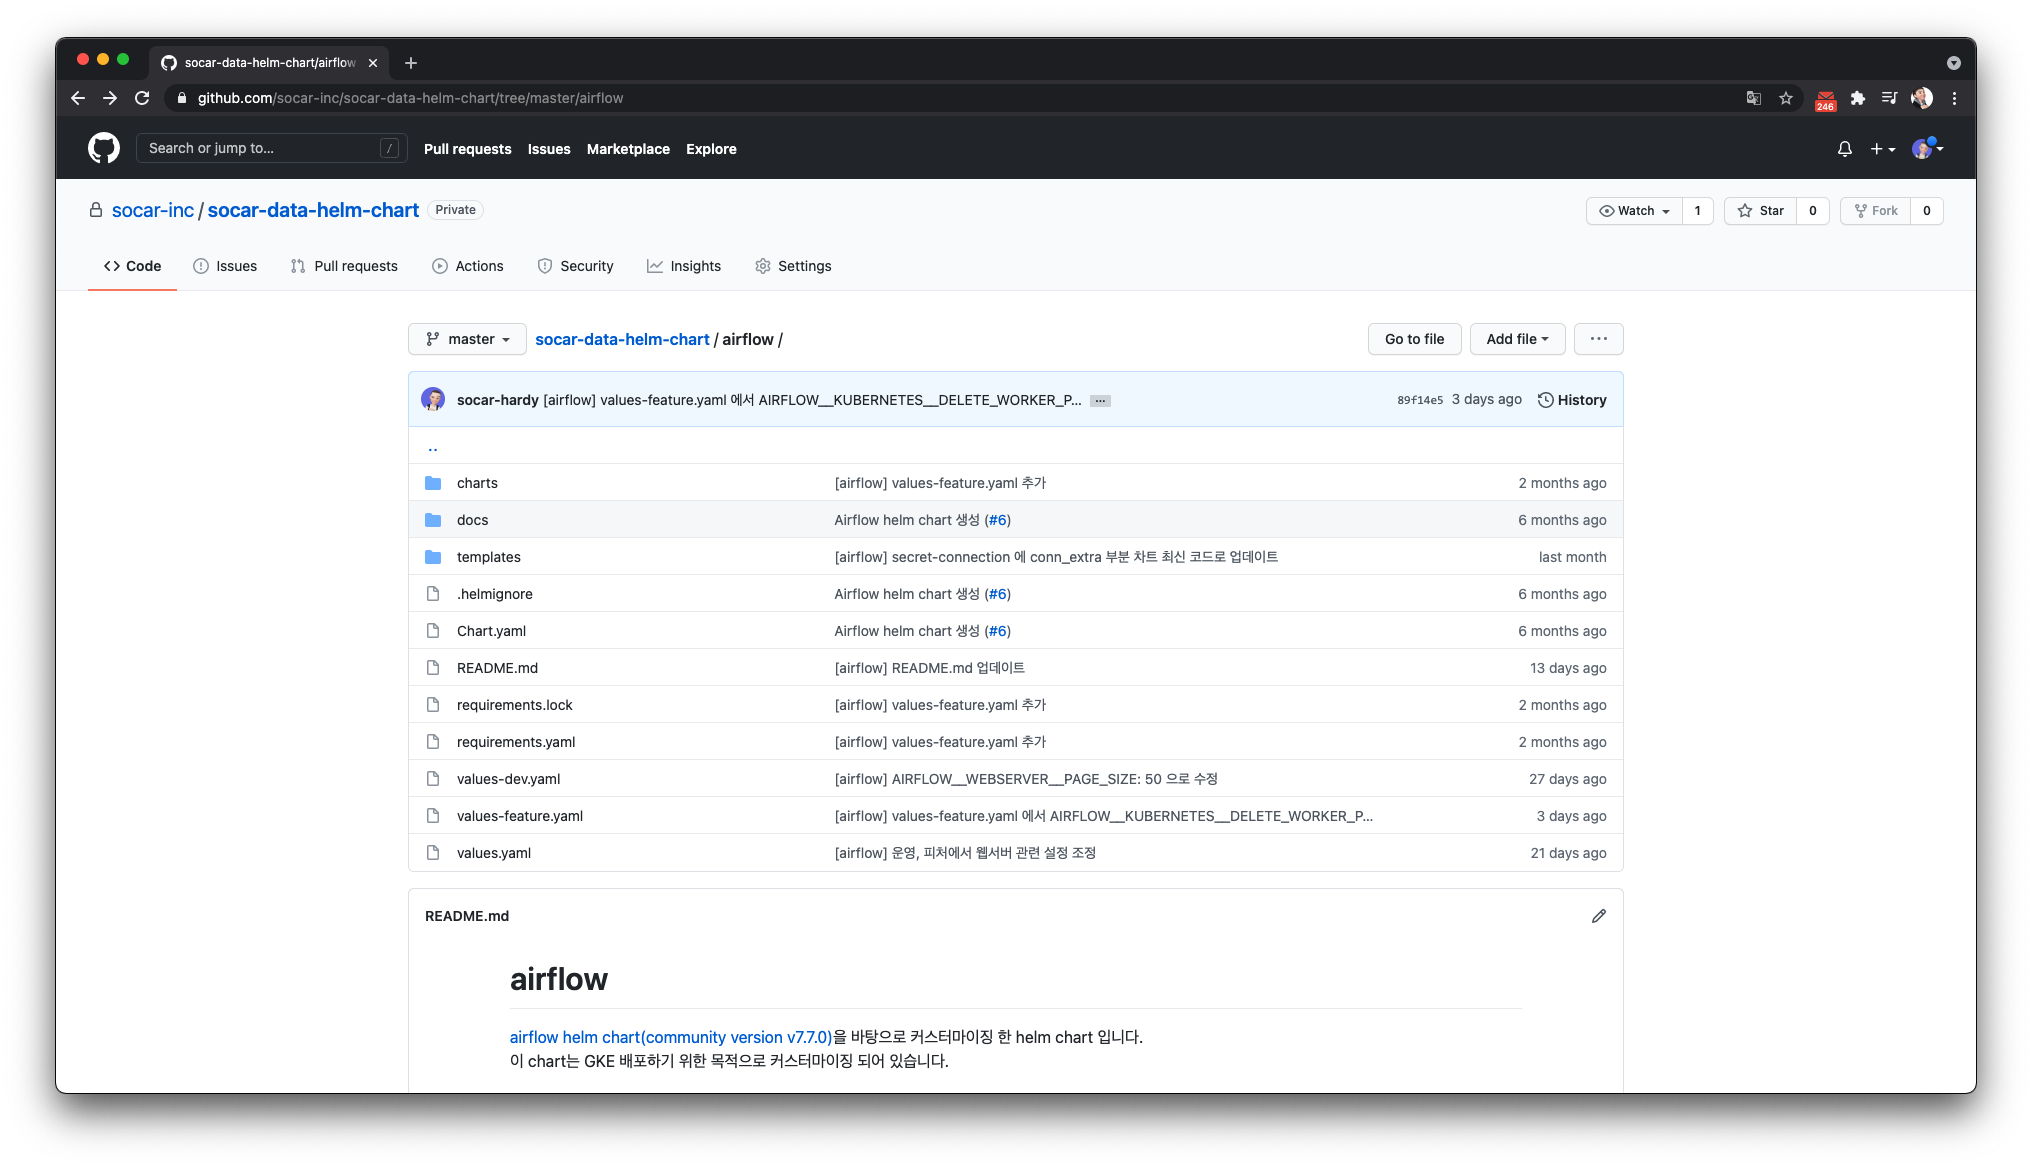 socar-data-helm-chart/airflow
github.com/socar-inc/socar-data-helm-chart/tree/master/airflow
246
Search or jump to... /
Pull requests Issues Marketplace Explore
socar-inc / socar-data-helm-chart Private
Watch 1 Star 0 Fork 0
Code Issues Pull requests Actions Security Insights Settings
master socar-data-helm-chart / airflow /
Go to file Add file ...
socar-hardy [airflow] values-feature.yaml 에서 AIRFLOW__KUBERNETES__DELETE_WORKER_P... ... 89f14e5 3 days ago History
..
charts [airflow] values-feature.yaml 추가 2 months ago
docs Airflow helm chart 생성 (#6) 6 months ago
templates [airflow] secret-connection 에 conn_extra 부분 차트 최신 코드로 업데이트 last month
.helmignore Airflow helm chart 생성 (#6) 6 months ago
Chart.yaml Airflow helm chart 생성 (#6) 6 months ago
README.md [airflow] README.md 업데이트 13 days ago
requirements.lock [airflow] values-feature.yaml 추가 2 months ago
requirements.yaml [airflow] values-feature.yaml 추가 2 months ago
values-dev.yaml [airflow] AIRFLOW__WEBSERVER__PAGE_SIZE: 50 으로 수정 27 days ago
values-feature.yaml [airflow] values-feature.yaml 에서 AIRFLOW__KUBERNETES__DELETE_WORKER_P... 3 days ago
values.yaml [airflow] 운영, 피처에서 웹서버 관련 설정 조정 21 days ago
README.md
airflow
airflow helm chart(community version v7.7.0)을 바탕으로 커스터마이징 한 helm chart 입니다.
이 chart는 GKE 배포하기 위한 목적으로 커스터마이징 되어 있습니다.